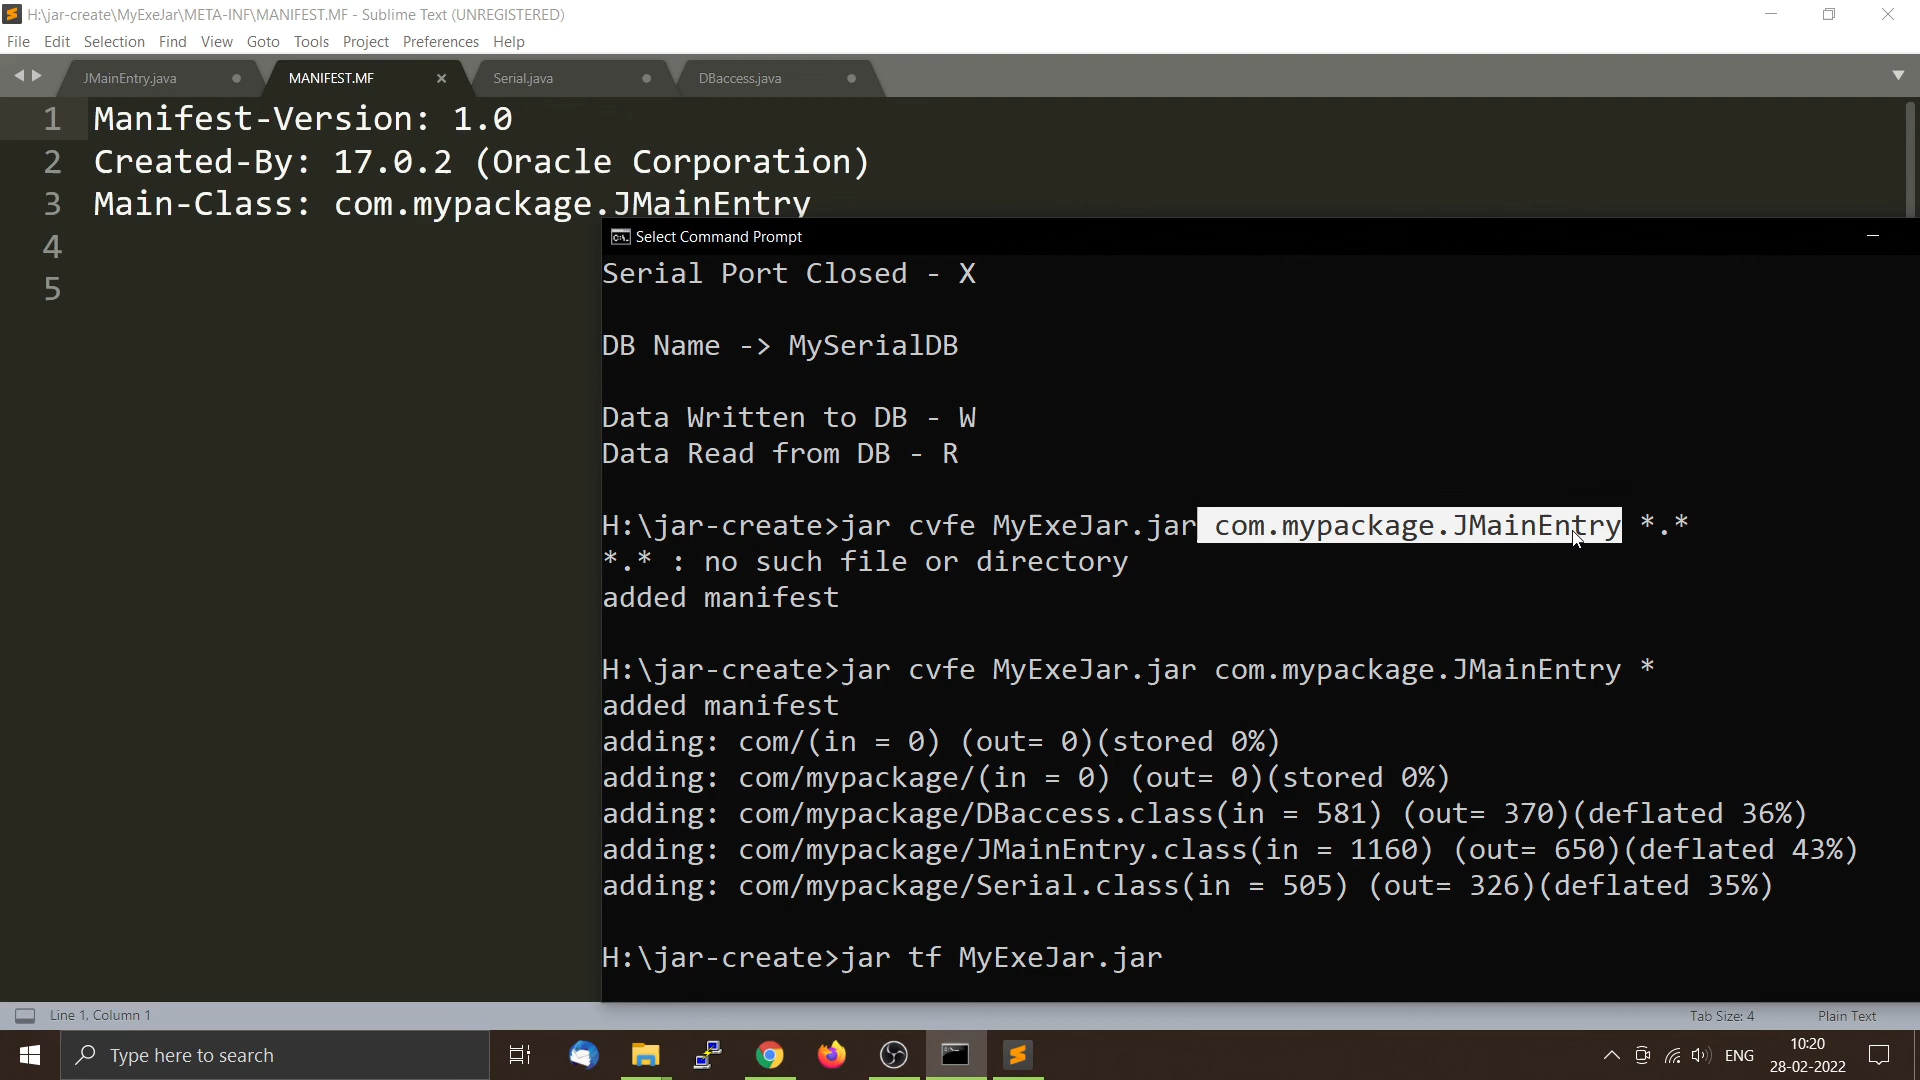 H:\jar-create\MyExeJar\META-INF\MANIFEST.MF - Sublime Text (UNREGISTERED)
File Edit Selection Find View Goto Tools Project Preferences Help
JMainEntry.java MANIFEST.MF Serial.java DBaccess.java
1 Manifest-Version: 1.0
2 Created-By: 17.0.2 (Oracle Corporation)
3 Main-Class: com.mypackage.JMainEntry
4
5
Select Command Prompt
Serial Port Closed - X
DB Name -> MySerialDB
Data Written to DB - W
Data Read from DB - R
H:\jar-create>jar cvfe MyExeJar.jar com.mypackage.JMainEntry *.*
*.* : no such file or directory
added manifest
H:\jar-create>jar cvfe MyExeJar.jar com.mypackage.JMainEntry *
added manifest
adding: com/(in = 0) (out= 0)(stored 0%)
adding: com/mypackage/(in = 0) (out= 0)(stored 0%)
adding: com/mypackage/DBaccess.class(in = 581) (out= 370)(deflated 36%)
adding: com/mypackage/JMainEntry.class(in = 1160) (out= 650)(deflated 43%)
adding: com/mypackage/Serial.class(in = 505) (out= 326)(deflated 35%)
H:\jar-create>jar tf MyExeJar.jar
Line 1, Column 1 Tab Size: 4 Plain Text
Type here to search ENG 10:20
28-02-2022